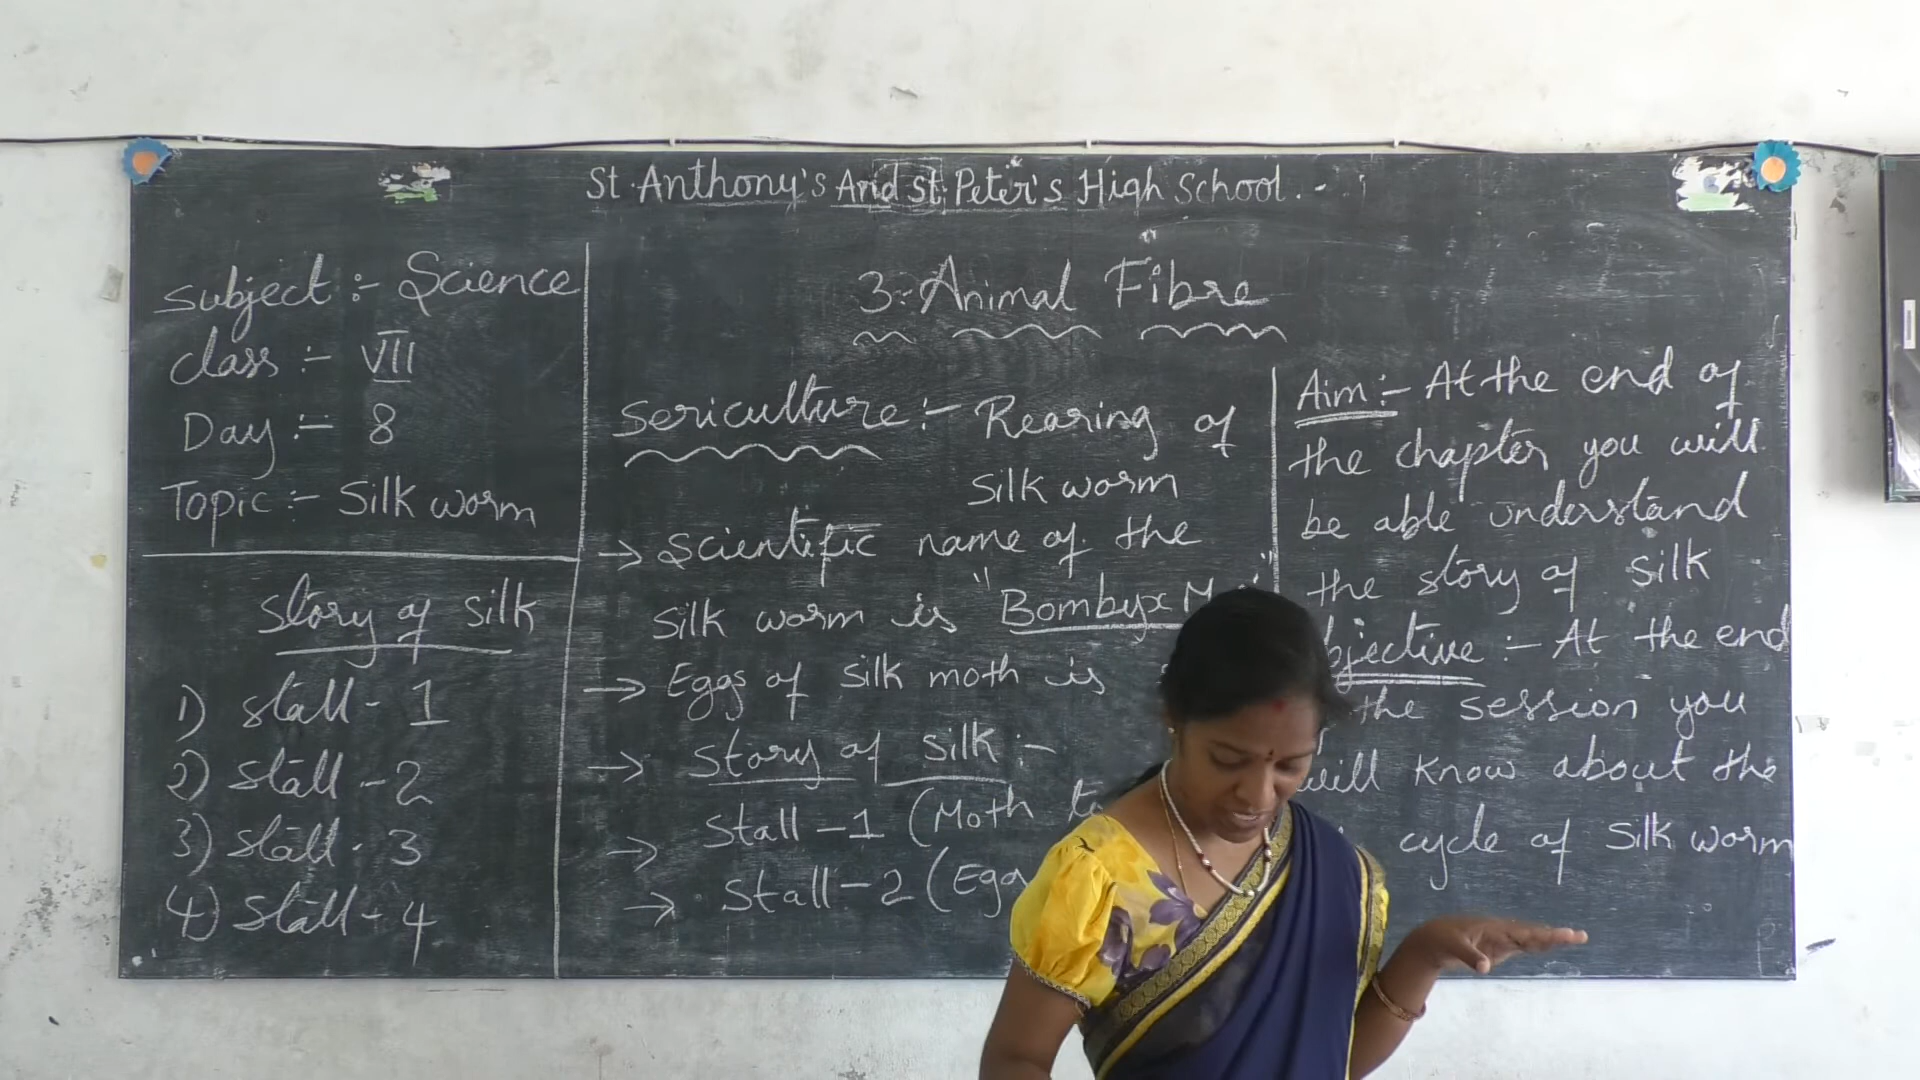 St. Anthony's And St. Peter's High School.
Subject :- Science
Class :- VII
Day :- 8
Topic :- Silk worm
Story of silk
1) Stall - 1
2) Stall - 2
3) Stall - 3
4) Stall - 4
3. Animal Fibre
Sericulture :- Rearing of
Silk worm
→ Scientific name of the
silk worm is "Bombyx
→ Eggs of silk moth is
→ Story of silk :-
→ Stall - 1 (Moth
→ Stall - 2 (Egg
Aim :- At the end of
the chapter you will
be able understand
the story of silk
:- At the end
the session you
will know about the
cycle of silk worm